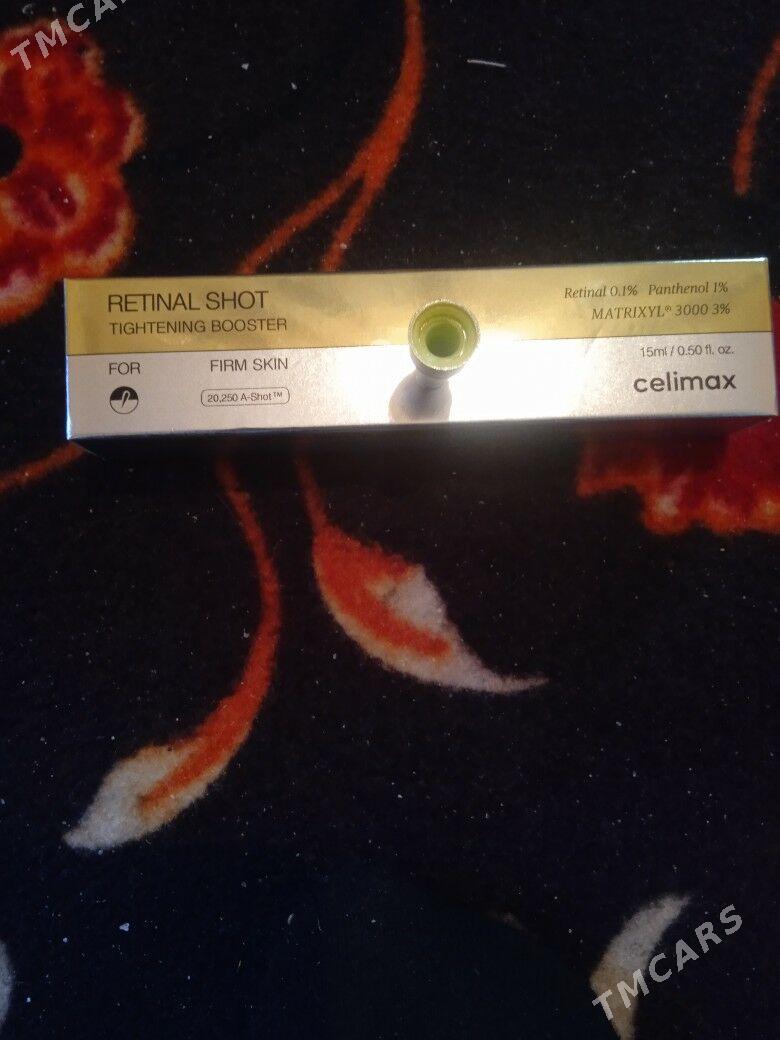 TMCARS
RETINAL SHOT
TIGHTENING BOOSTER
Retinal 0.1% Panthenol 1%
MATRIXYL® 3000 3%
FOR FIRM SKIN
20,250 A-Shot™
15ml / 0.50 fl. oz.
celimax
TMCARS